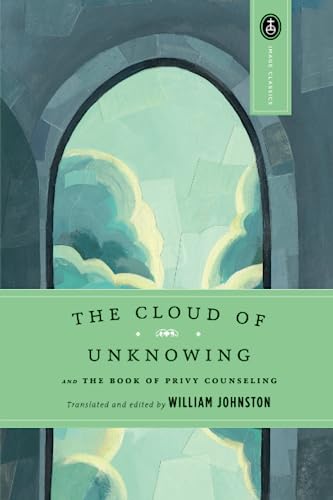 IMAGE CLASSICS
THE CLOUD OF
UNKNOWING
AND THE BOOK OF PRIVY COUNSELING
Translated and edited by WILLIAM JOHNSTON